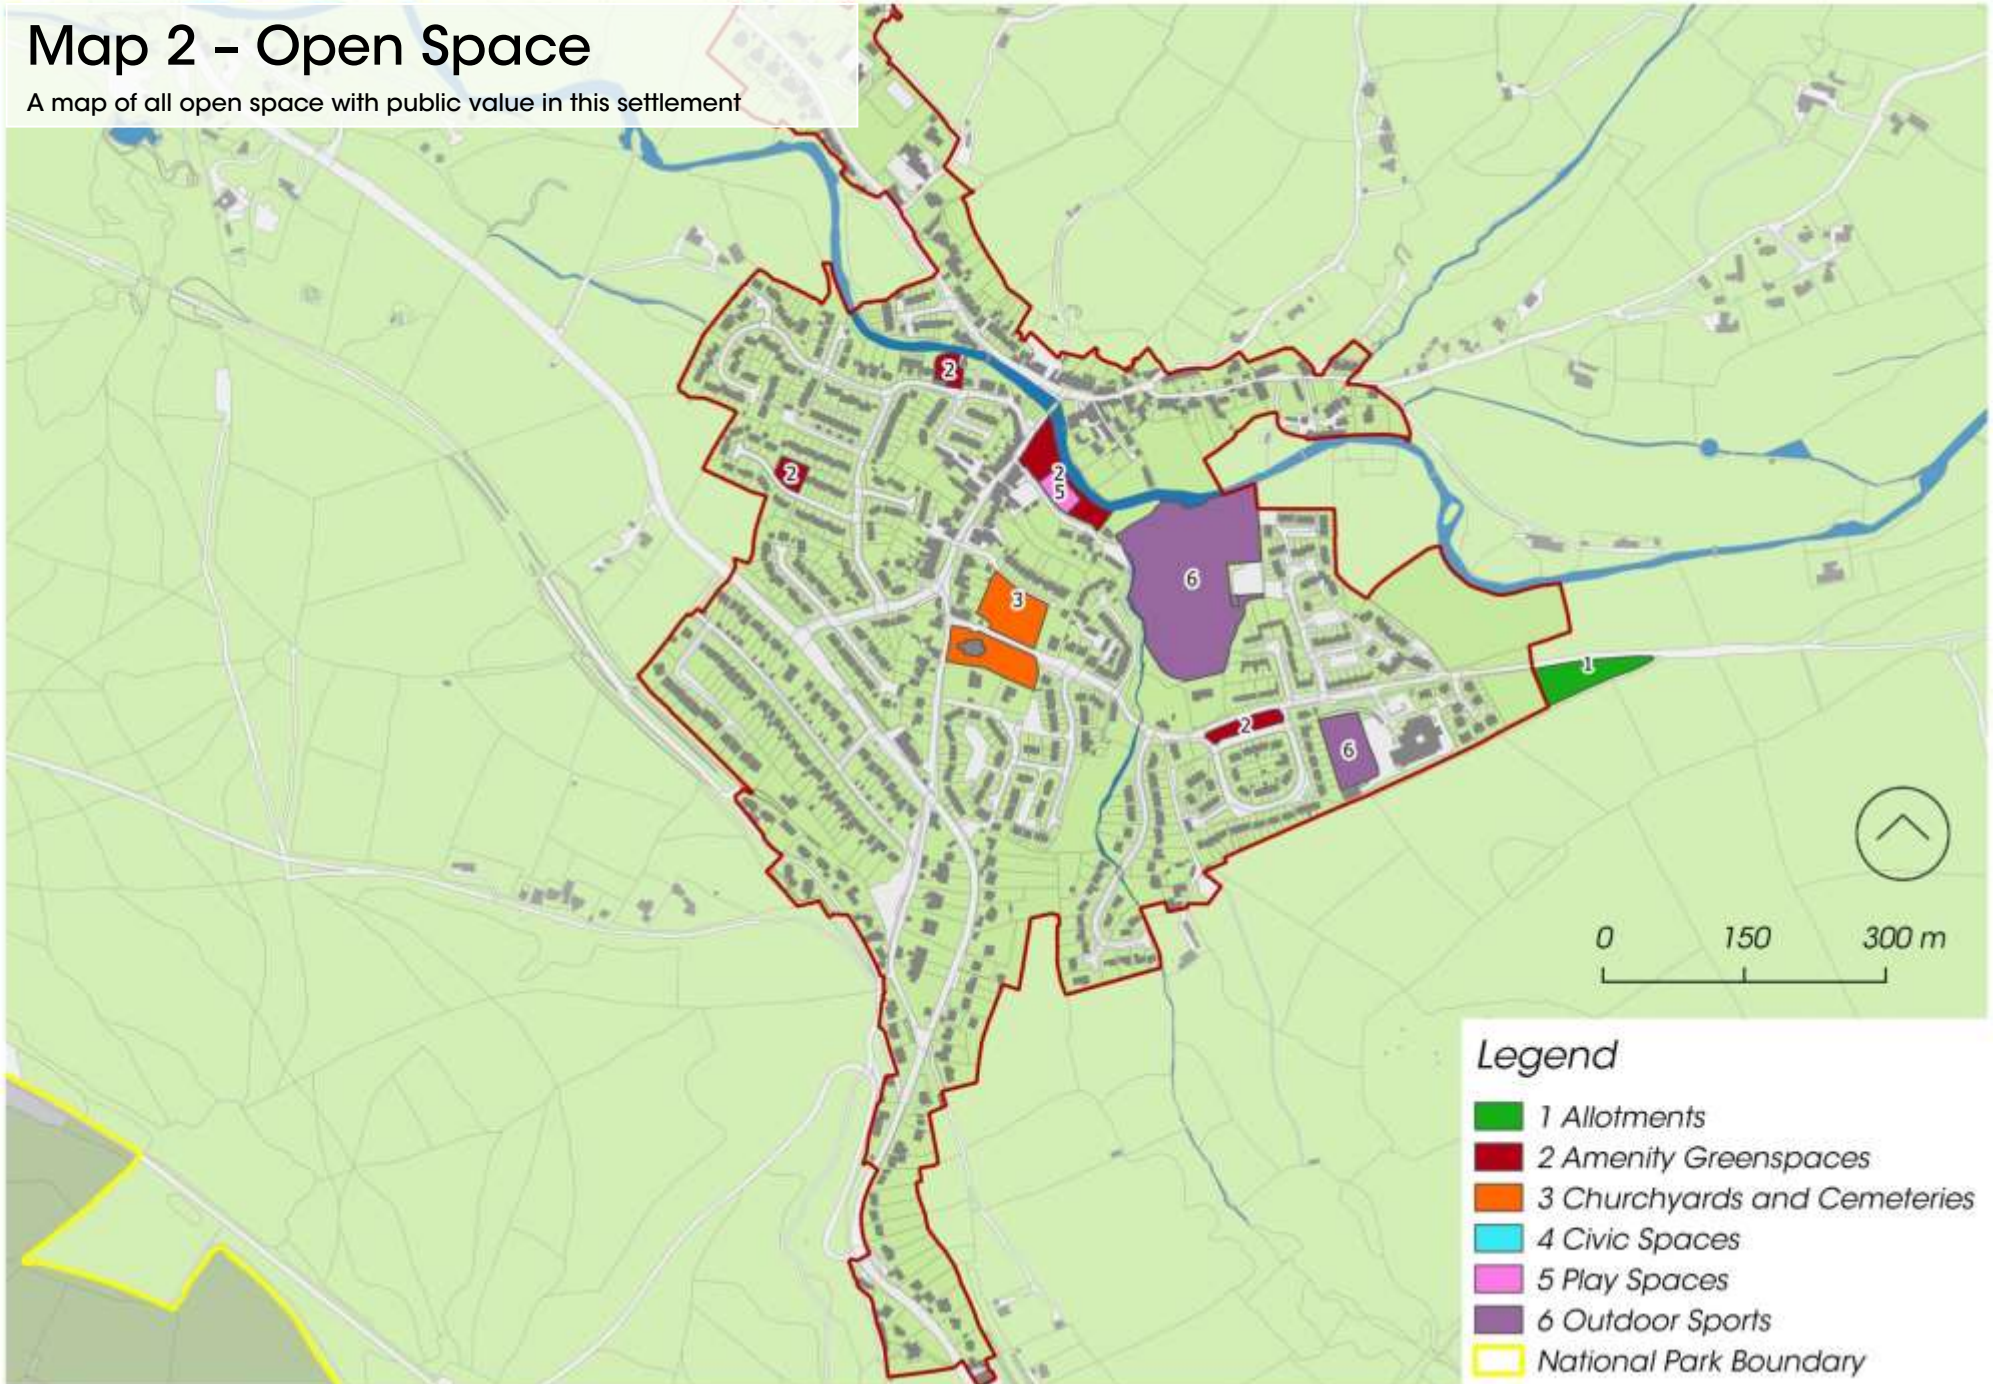 Map 2 – Open Space
A map of all open space with public value in this settlement
2
2
2
5
6
3
1
2
6
0 150 300 m
Legend
1 Allotments
2 Amenity Greenspaces
3 Churchyards and Cemeteries
4 Civic Spaces
5 Play Spaces
6 Outdoor Sports
National Park Boundary